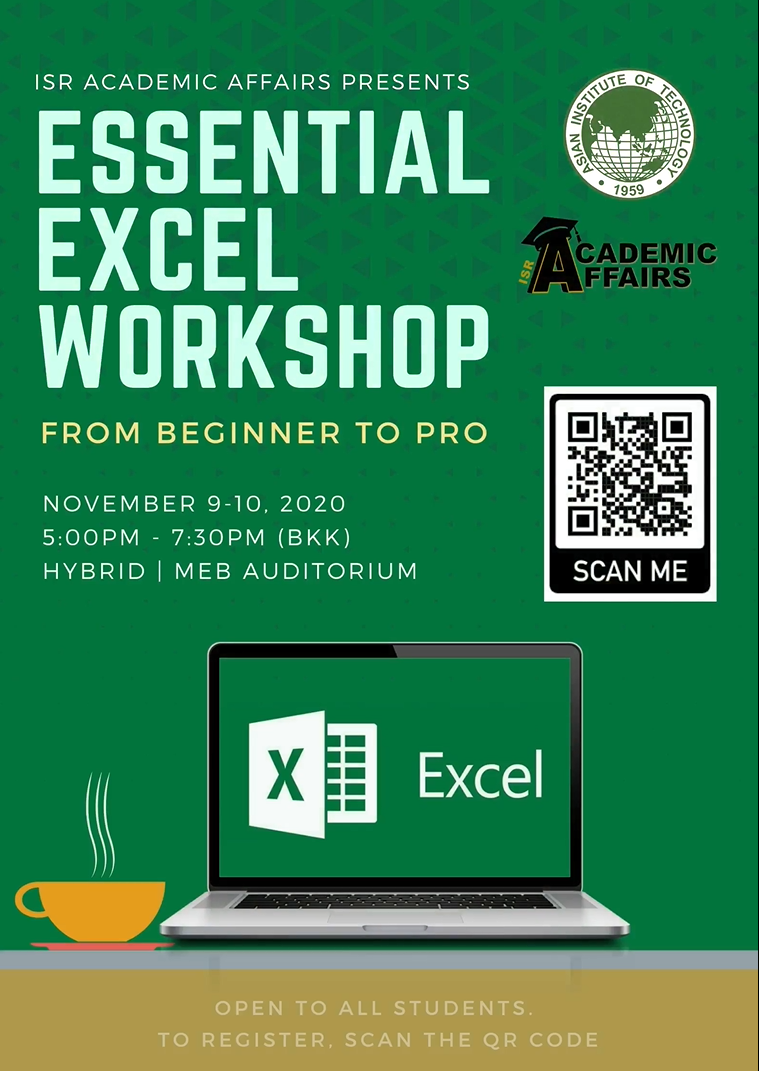 ISR ACADEMIC AFFAIRS PRESENTS
ESSENTIAL
EXCEL
WORKSHOP
FROM BEGINNER TO PRO
NOVEMBER 9-10, 2020
5:00PM - 7:30PM (BKK)
HYBRID | MEB AUDITORIUM
ASIAN INSTITUTE OF TECHNOLOGY
• 1959 •
ISR ACADEMIC
AFFAIRS
SCAN ME
X Excel
OPEN TO ALL STUDENTS.
TO REGISTER, SCAN THE QR CODE